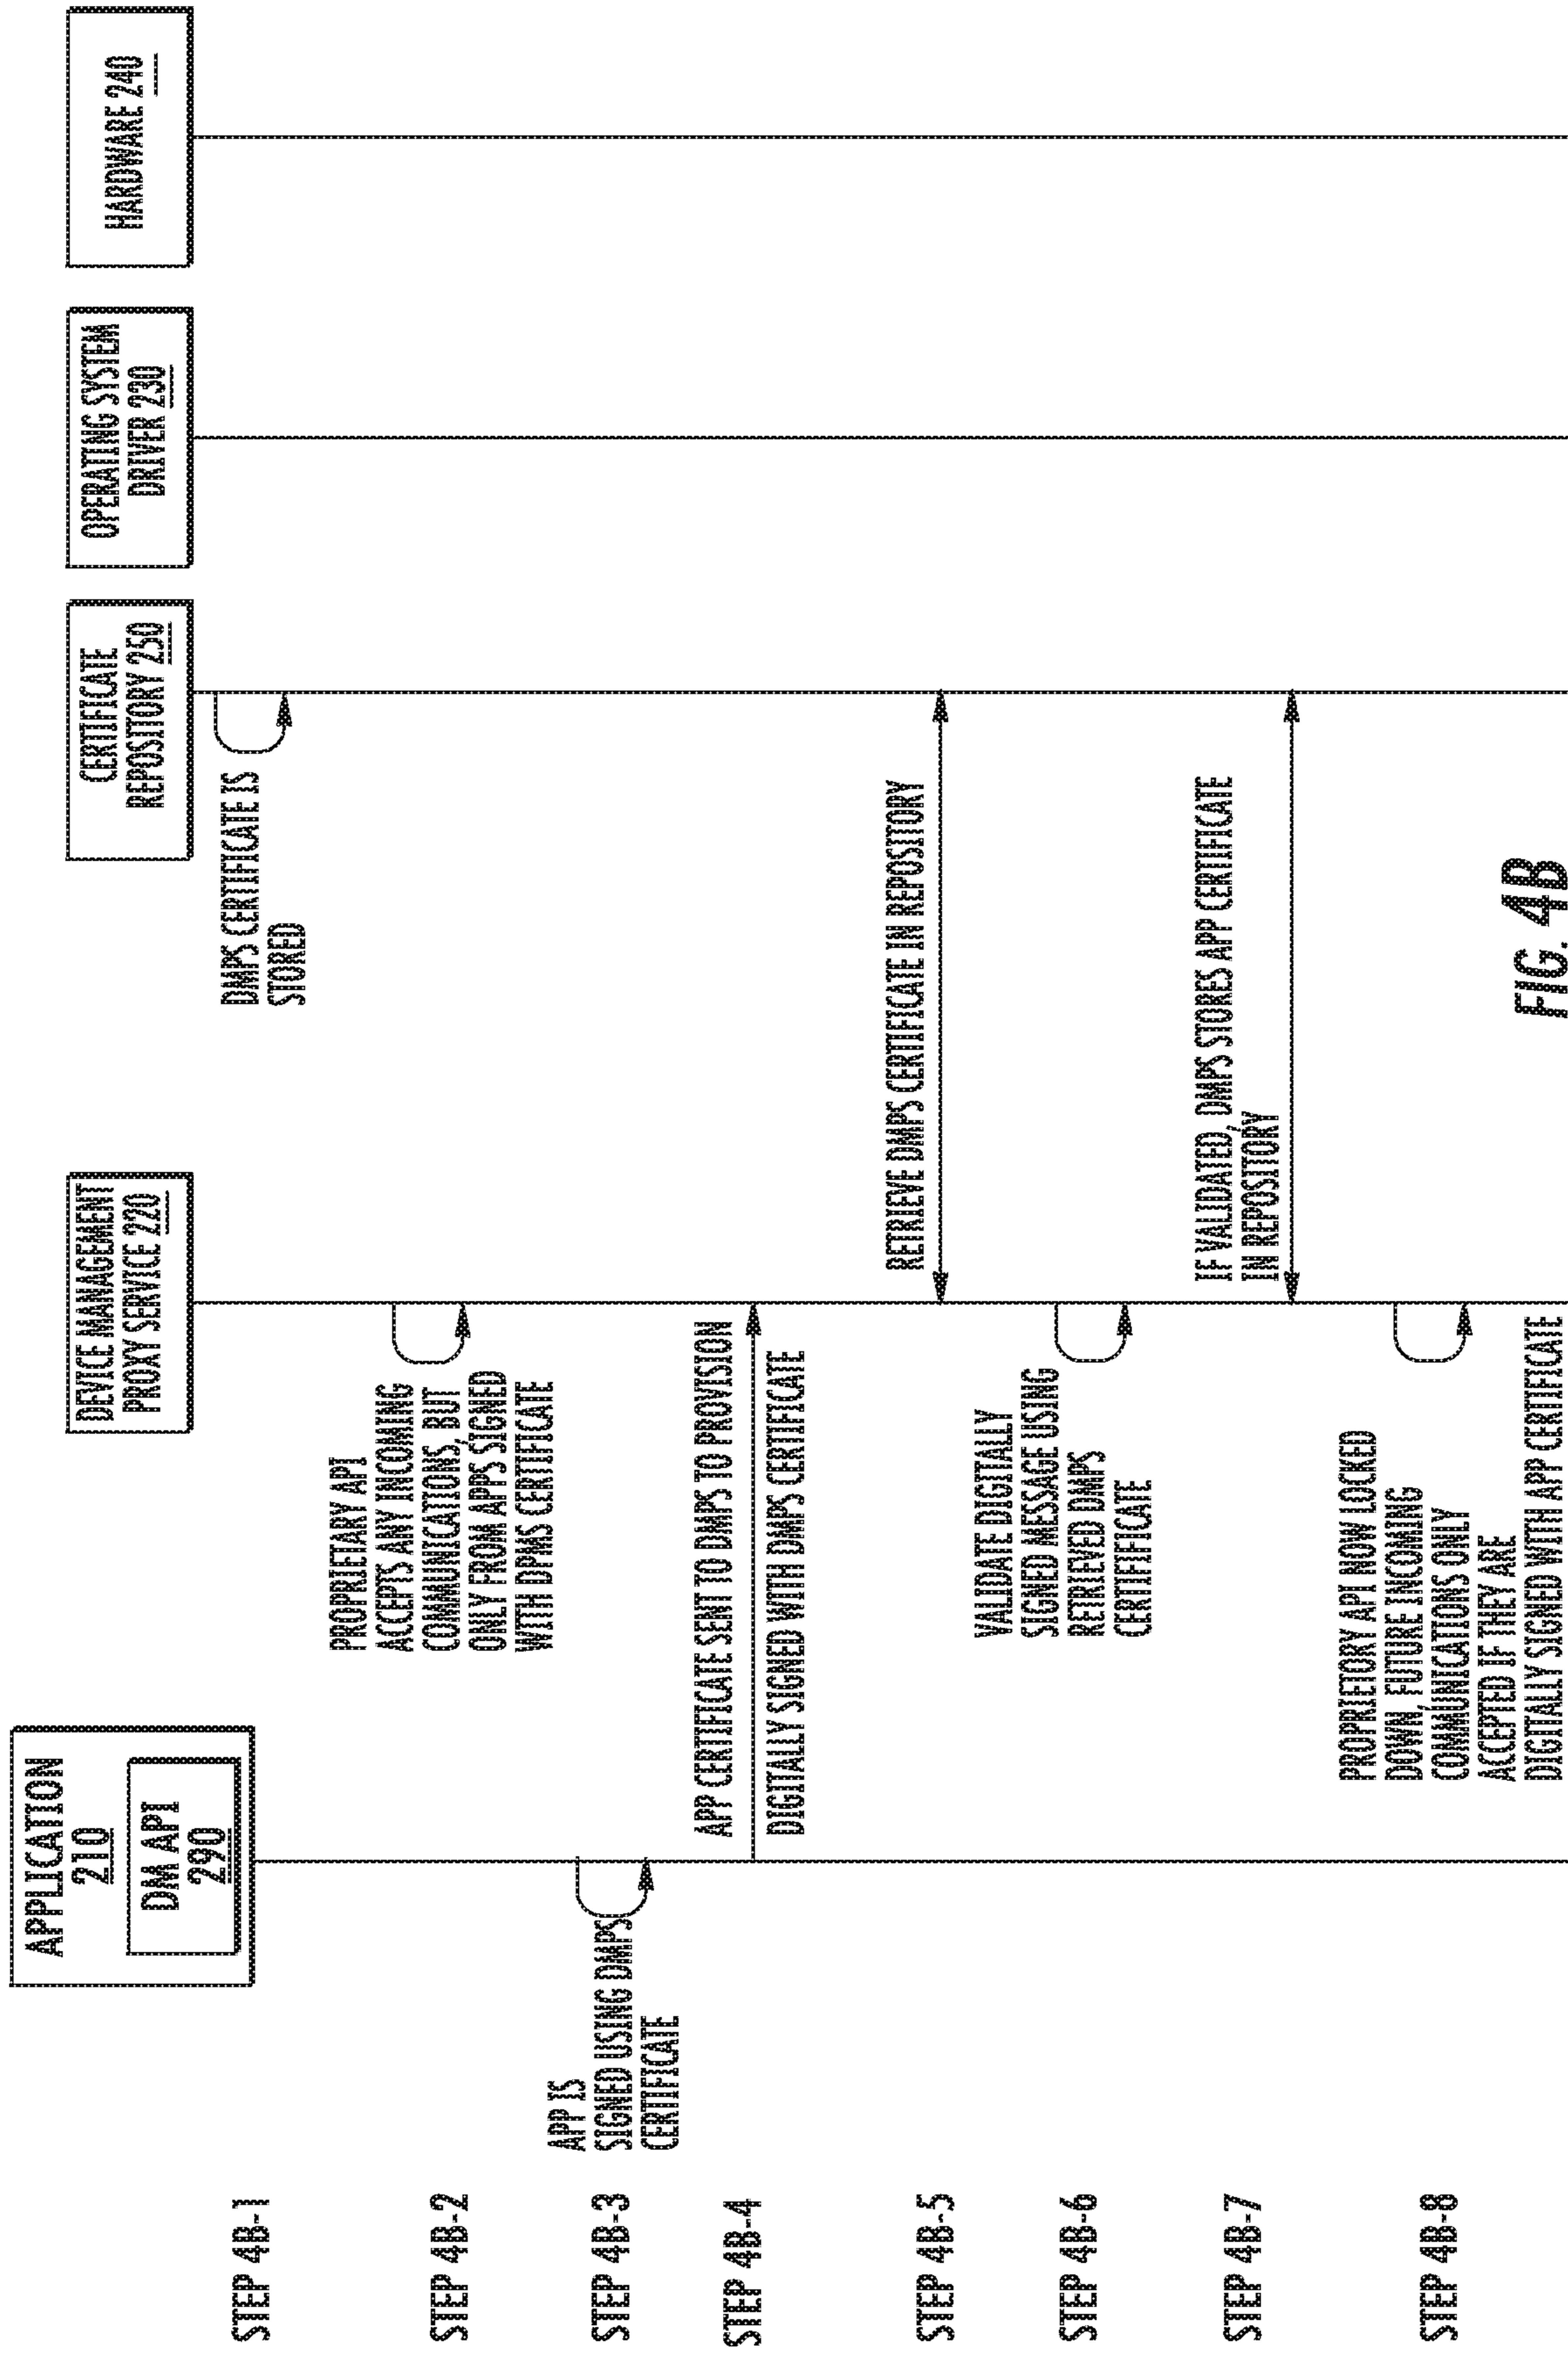 APPLICATION
210
DM API
290
DEVICE MANAGEMENT
PROXY SERVICE 220
CERTIFICATE
REPOSITORY 250
OPERATING SYSTEM
DRIVER 230
HARDWARE 240
STEP 4B-1
DMPS CERTIFICATE IS
STORED
STEP 4B-2
PROPRIETARY API
ACCEPTS ANY INCOMING
COMMUNICATIONS, BUT
ONLY FROM APPS SIGNED
WITH DPMS CERTIFICATE
STEP 4B-3
APP IS
SIGNED USING DMPS
CERTIFICATE
STEP 4B-4
APP CERTIFICATE SENT TO DMPS TO PROVISION
DIGITALLY SIGNED WITH DMPS CERTIFICATE
STEP 4B-5
RETRIEVE DMPS CERTIFICATE IN REPOSITORY
STEP 4B-6
VALIDATE DIGITALLY
SIGNED MESSAGE USING
RETRIEVED DMPS
CERTIFICATE
STEP 4B-7
IF VALIDATED, DMPS STORES APP CERTIFICATE
IN REPOSITORY
STEP 4B-8
PROPRIETORY API NOW LOCKED
DOWN, FUTURE INCOMING
COMMUNICATIONS ONLY
ACCEPTED IF THEY ARE
DIGITALLY SIGNED WITH APP CERTIFICATE
FIG. 4B